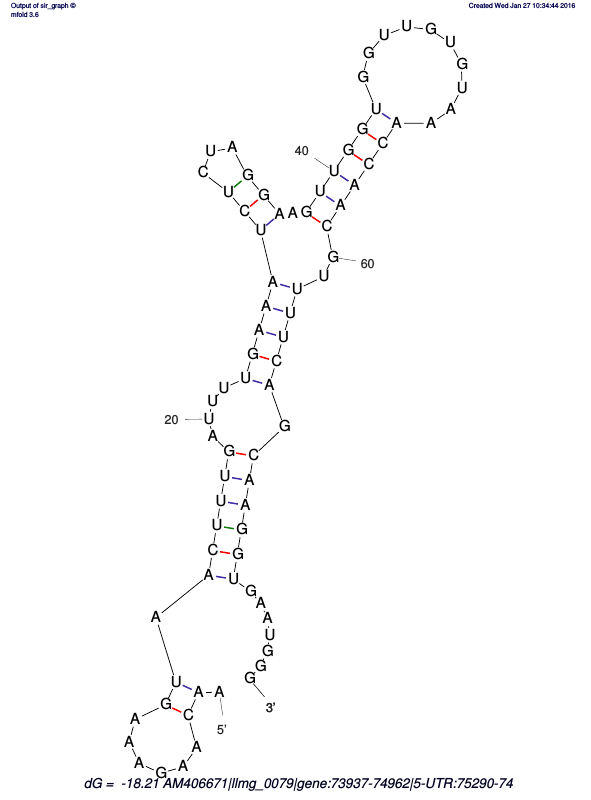 Output of sir_graph ©
mfold 3.6
Created Wed Jan 27 10:34:44 2016
5'
A A C A A G A A A G U A A C U U U G A U
20
U U U G A A A U C U C U A G G A A G U U
40
G G U G G U U G U G U A A A C C A A C G
60
U U U U C A G C A A G G U G A A U G G G
3'
dG = -18.21 AM406671|llmg_0079|gene:73937-74962|5-UTR:75290-74